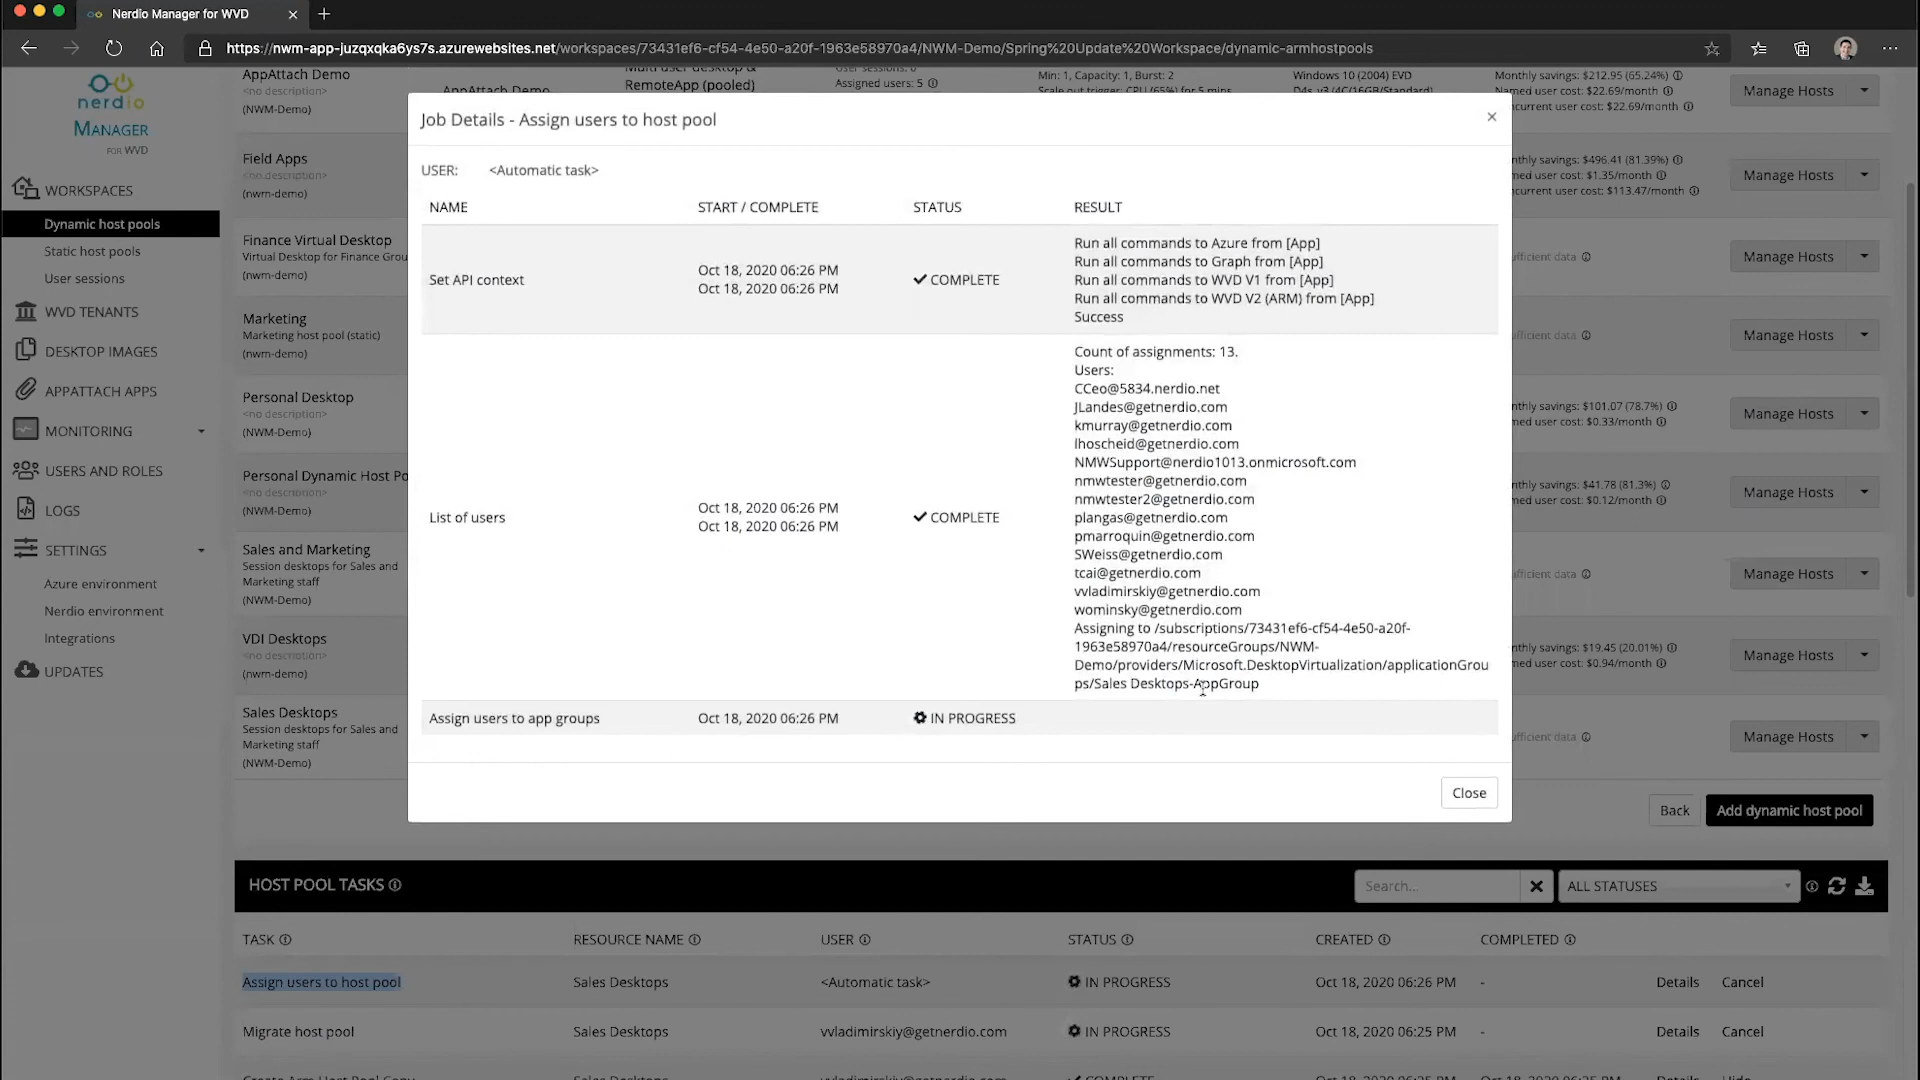 Nerdio Manager for WVD
https://nwm-app-juzqxqka6ys7s.azurewebsites.net/workspaces/73431ef6-cf54-4e50-a20f-1963e58970a4/NWM-Demo/Spring%20Update%20Workspace/dynamic-armhostpools
nerdio
MANAGER
FOR WVD
WORKSPACES
Dynamic host pools
Static host pools
User sessions
WVD TENANTS
DESKTOP IMAGES
APPATTACH APPS
MONITORING
USERS AND ROLES
LOGS
SETTINGS
Azure environment
Nerdio environment
Integrations
UPDATES
AppAttach Demo
<no description>
(NWM-Demo)
AppAttach Demo
Multi user desktop &
RemoteApp (pooled)
User sessions: 0
Assigned users: 5
Min: 1, Capacity: 1, Burst: 2
Scale out trigger: CPU (65%) for 5 mins
Windows 10 (2004) EVD
D4s_v3 (4C/16GB/Standard)
Monthly savings: $212.95 (65.24%)
Named user cost: $22.69/month
ncurrent user cost: $22.69/month
Manage Hosts
Field Apps
<no description>
(nwm-demo)
nthly savings: $496.41 (81.39%)
med user cost: $1.35/month
ncurrent user cost: $113.47/month
Manage Hosts
Finance Virtual Desktop
Virtual Desktop for Finance Grou
(nwm-demo)
ufficient data
Manage Hosts
Marketing
Marketing host pool (static)
(nwm-demo)
ufficient data
Manage Hosts
Personal Desktop
<no description>
(NWM-Demo)
nthly savings: $101.07 (78.7%)
med user cost: $0.33/month
Manage Hosts
Personal Dynamic Host Po
<no description>
(NWM-Demo)
nthly savings: $41.78 (81.3%)
med user cost: $0.12/month
Manage Hosts
Sales and Marketing
Session desktops for Sales and
Marketing staff
(NWM-Demo)
ufficient data
Manage Hosts
VDI Desktops
<no description>
(nwm-demo)
nthly savings: $19.45 (20.01%)
med user cost: $0.94/month
Manage Hosts
Sales Desktops
Session desktops for Sales and
Marketing staff
(NWM-Demo)
ufficient data
Manage Hosts
Job Details - Assign users to host pool
×
USER: <Automatic task>
NAME START / COMPLETE STATUS RESULT
Set API context
Oct 18, 2020 06:26 PM
Oct 18, 2020 06:26 PM
COMPLETE
Run all commands to Azure from [App]
Run all commands to Graph from [App]
Run all commands to WVD V1 from [App]
Run all commands to WVD V2 (ARM) from [App]
Success
List of users
Oct 18, 2020 06:26 PM
Oct 18, 2020 06:26 PM
COMPLETE
Count of assignments: 13.
Users:
CCeo@5834.nerdio.net
JLandes@getnerdio.com
kmurray@getnerdio.com
lhoscheid@getnerdio.com
NMWSupport@nerdio1013.onmicrosoft.com
nmwtester@getnerdio.com
nmwtester2@getnerdio.com
plangas@getnerdio.com
pmarroquin@getnerdio.com
SWeiss@getnerdio.com
tcai@getnerdio.com
vvladimirskiy@getnerdio.com
wominsky@getnerdio.com
Assigning to /subscriptions/73431ef6-cf54-4e50-a20f-
1963e58970a4/resourceGroups/NWM-
Demo/providers/Microsoft.DesktopVirtualization/applicationGrou
ps/Sales Desktops-AppGroup
Assign users to app groups Oct 18, 2020 06:26 PM IN PROGRESS
Close
Back
Add dynamic host pool
HOST POOL TASKS
Search...
ALL STATUSES
TASK RESOURCE NAME USER STATUS CREATED COMPLETED
Assign users to host pool Sales Desktops <Automatic task> IN PROGRESS Oct 18, 2020 06:26 PM - Details Cancel
Migrate host pool Sales Desktops vvladimirskiy@getnerdio.com IN PROGRESS Oct 18, 2020 06:25 PM - Details Cancel
Create Arm Host Pool Copy Sales Desktops vvladimirskiy@getnerdio.com COMPLETE Oct 18, 2020 06:25 PM Oct 18, 2020 06:25 PM Details Hide